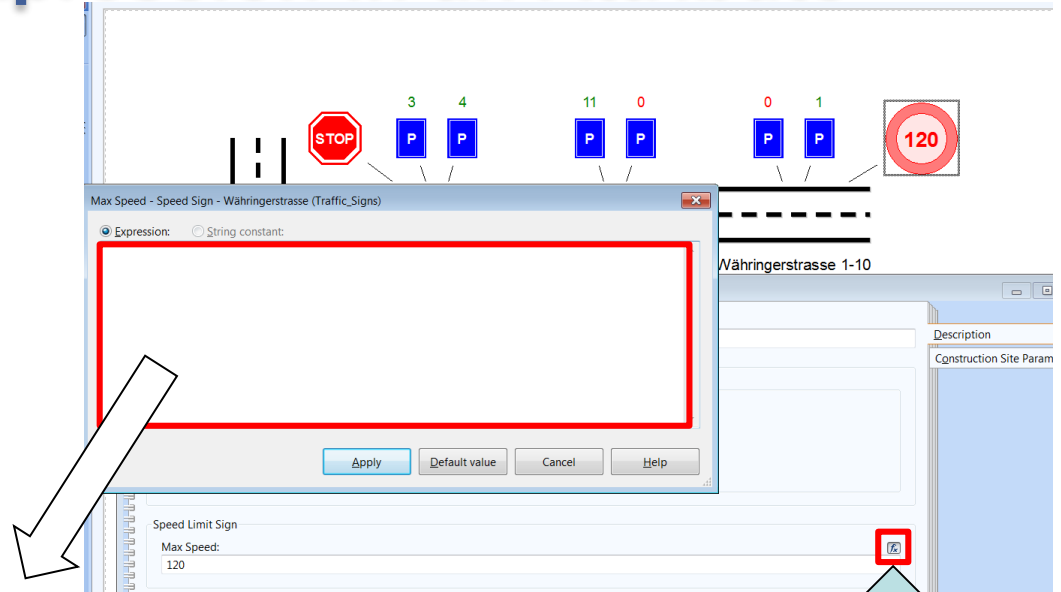 3 4 11 0 0 1
STOP P P P P P P 120
Max Speed - Speed Sign - Währingerstrasse (Traffic_Signs)
Expression: String constant:
Währingerstrasse 1-10
Description
Construction Site Param
Apply Default value Cancel Help
Speed Limit Sign
Max Speed:
fx
120